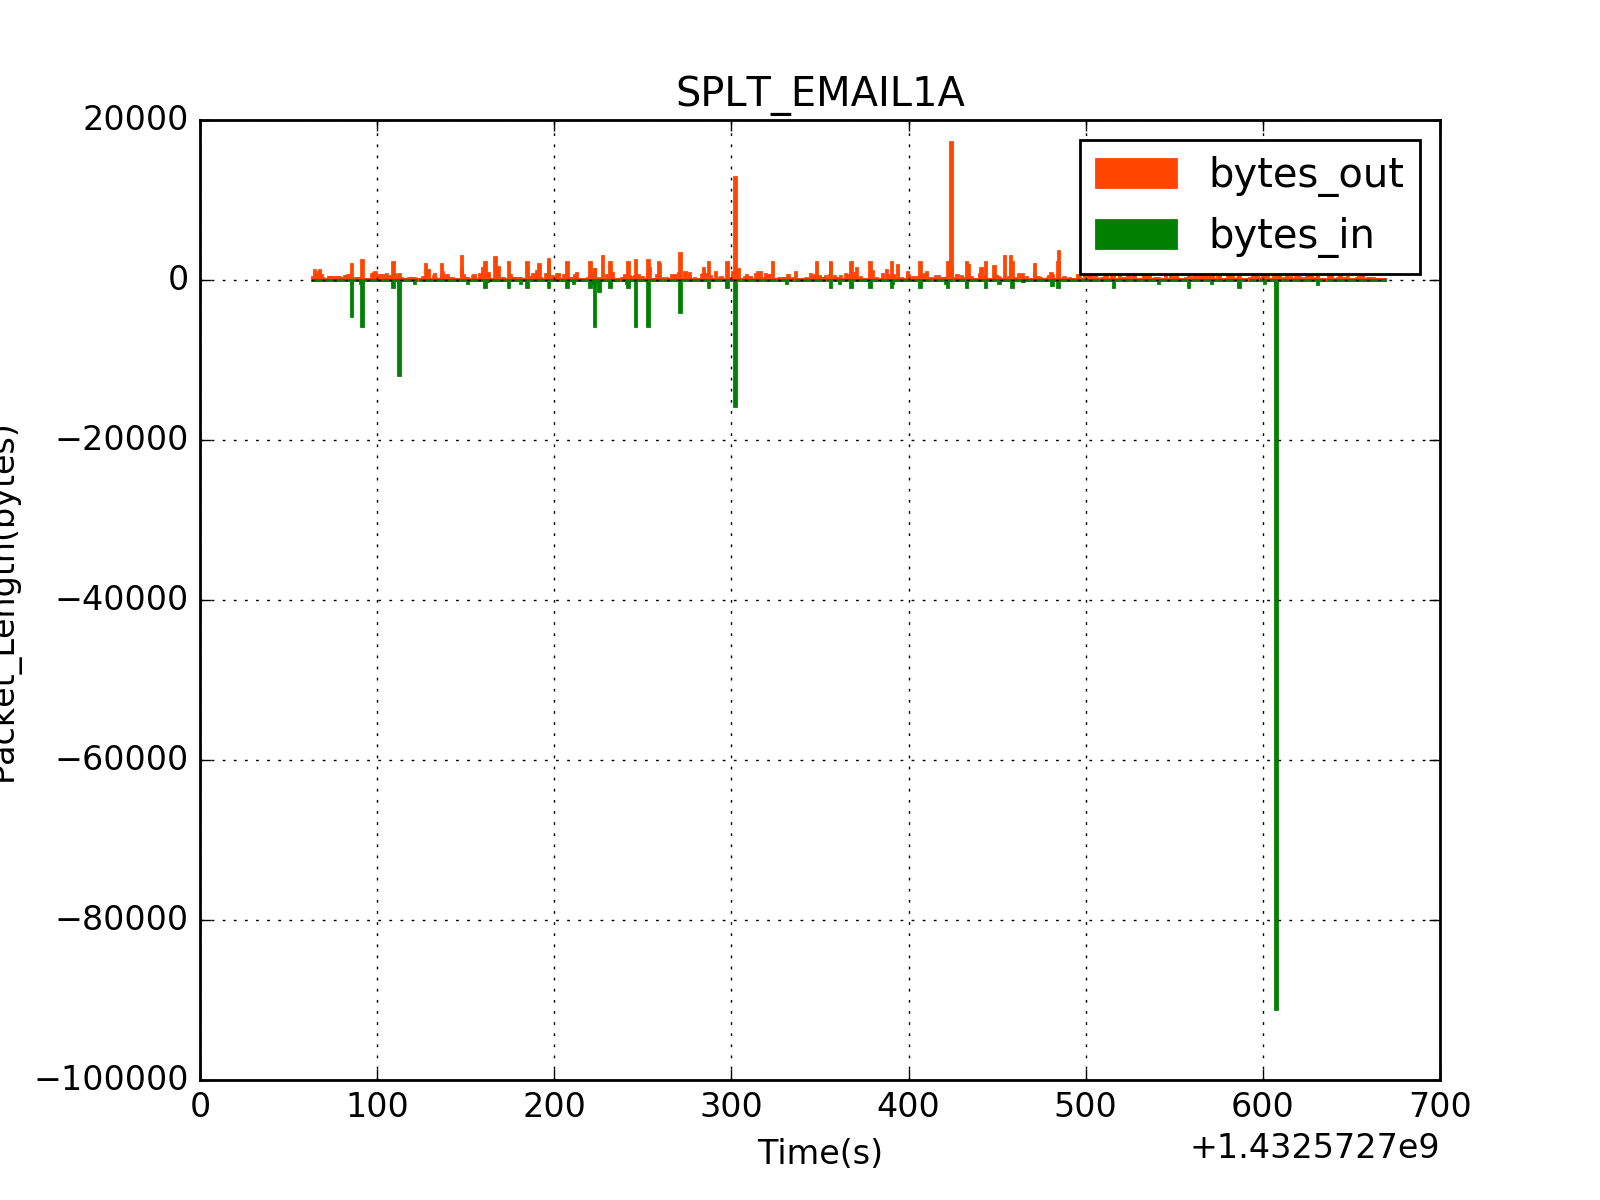 SPLT_EMAIL1A
20000
0
−20000
−40000
−60000
−80000
−100000
Packet_Length(bytes)
bytes_out
bytes_in
0 100 200 300 400 500 600 700
Time(s)
+1.4325727e9